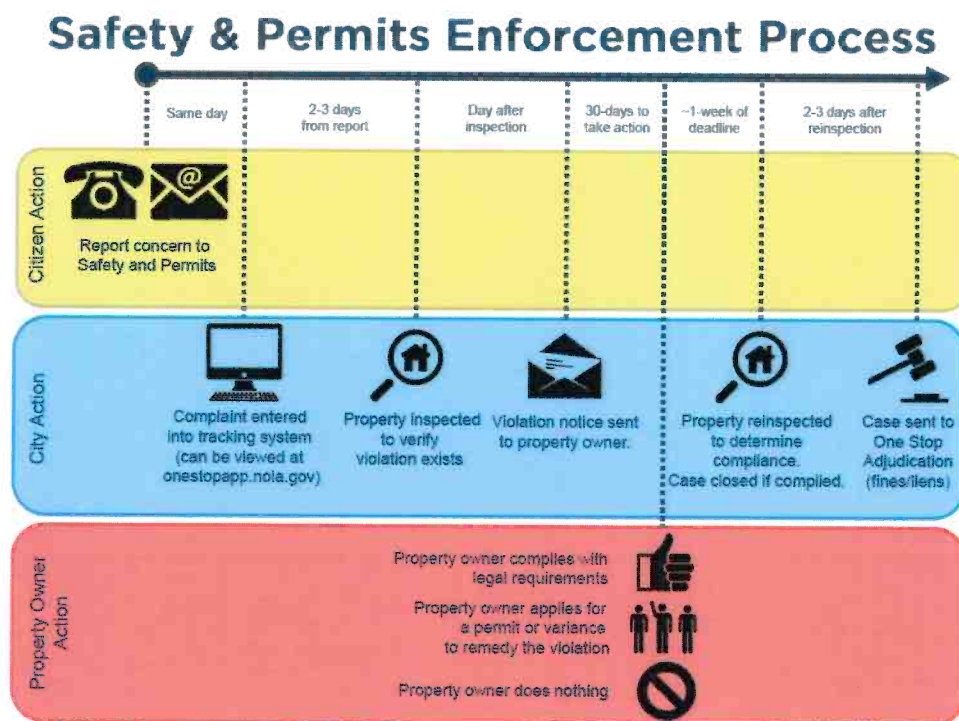 Safety & Permits Enforcement Process
Same day
2-3 days
from report
Day after
inspection
30-days to
take action
~1-week of
deadline
2-3 days after
reinspection
Citizen Action
@
Report concern to
Safety and Permits
City Action
Complaint entered
into tracking system
(can be viewed at
onestopapp.nola.gov)
Property inspected
to verify
violation exists
Violation notice sent
to property owner.
Property reinspected
to determine
compliance.
Case closed if complied.
Case sent to
One Stop
Adjudication
(fines/liens)
Property Owner
Action
Property owner complies with
legal requirements
Property owner applies for
a permit or variance
to remedy the violation
Property owner does nothing